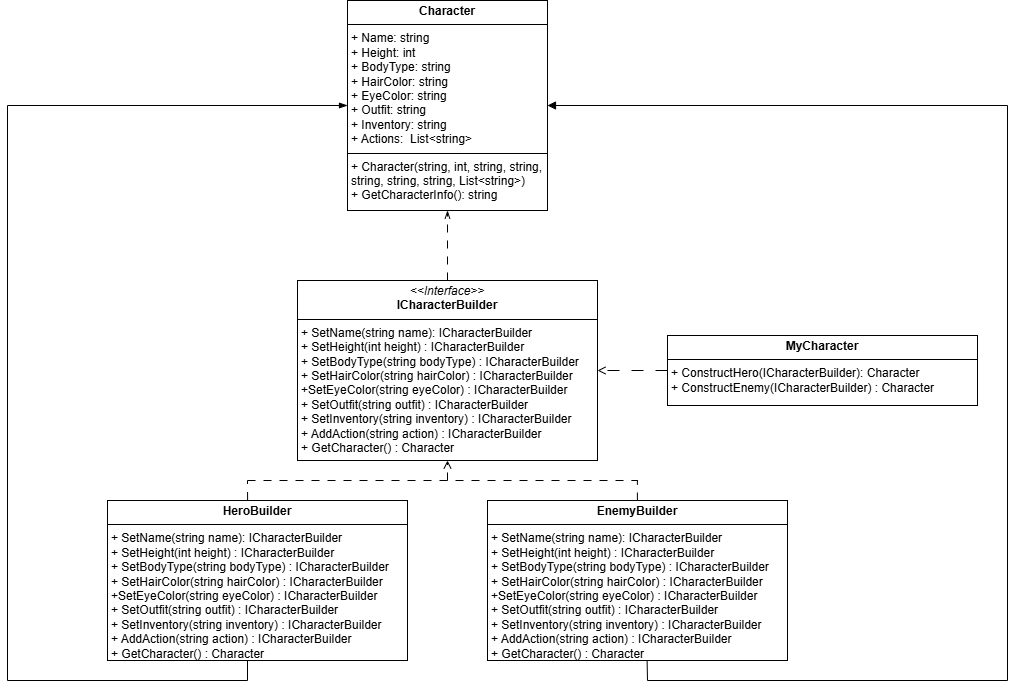 Character
+ Name: string
+ Height: int
+ BodyType: string
+ HairColor: string
+ EyeColor: string
+ Outfit: string
+ Inventory: string
+ Actions:  List<string>
+ Character(string, int, string, string,
string, string, string, List<string>)
+ GetCharacterInfo(): string
<<Interface>>
ICharacterBuilder
+ SetName(string name): ICharacterBuilder
+ SetHeight(int height) : ICharacterBuilder
+ SetBodyType(string bodyType) : ICharacterBuilder
+ SetHairColor(string hairColor) : ICharacterBuilder
+SetEyeColor(string eyeColor) : ICharacterBuilder
+ SetOutfit(string outfit) : ICharacterBuilder
+ SetInventory(string inventory) : ICharacterBuilder
+ AddAction(string action) : ICharacterBuilder
+ GetCharacter() : Character
MyCharacter
+ ConstructHero(ICharacterBuilder): Character
+ ConstructEnemy(ICharacterBuilder) : Character
HeroBuilder
+ SetName(string name): ICharacterBuilder
+ SetHeight(int height) : ICharacterBuilder
+ SetBodyType(string bodyType) : ICharacterBuilder
+ SetHairColor(string hairColor) : ICharacterBuilder
+SetEyeColor(string eyeColor) : ICharacterBuilder
+ SetOutfit(string outfit) : ICharacterBuilder
+ SetInventory(string inventory) : ICharacterBuilder
+ AddAction(string action) : ICharacterBuilder
+ GetCharacter() : Character
EnemyBuilder
+ SetName(string name): ICharacterBuilder
+ SetHeight(int height) : ICharacterBuilder
+ SetBodyType(string bodyType) : ICharacterBuilder
+ SetHairColor(string hairColor) : ICharacterBuilder
+SetEyeColor(string eyeColor) : ICharacterBuilder
+ SetOutfit(string outfit) : ICharacterBuilder
+ SetInventory(string inventory) : ICharacterBuilder
+ AddAction(string action) : ICharacterBuilder
+ GetCharacter() : Character